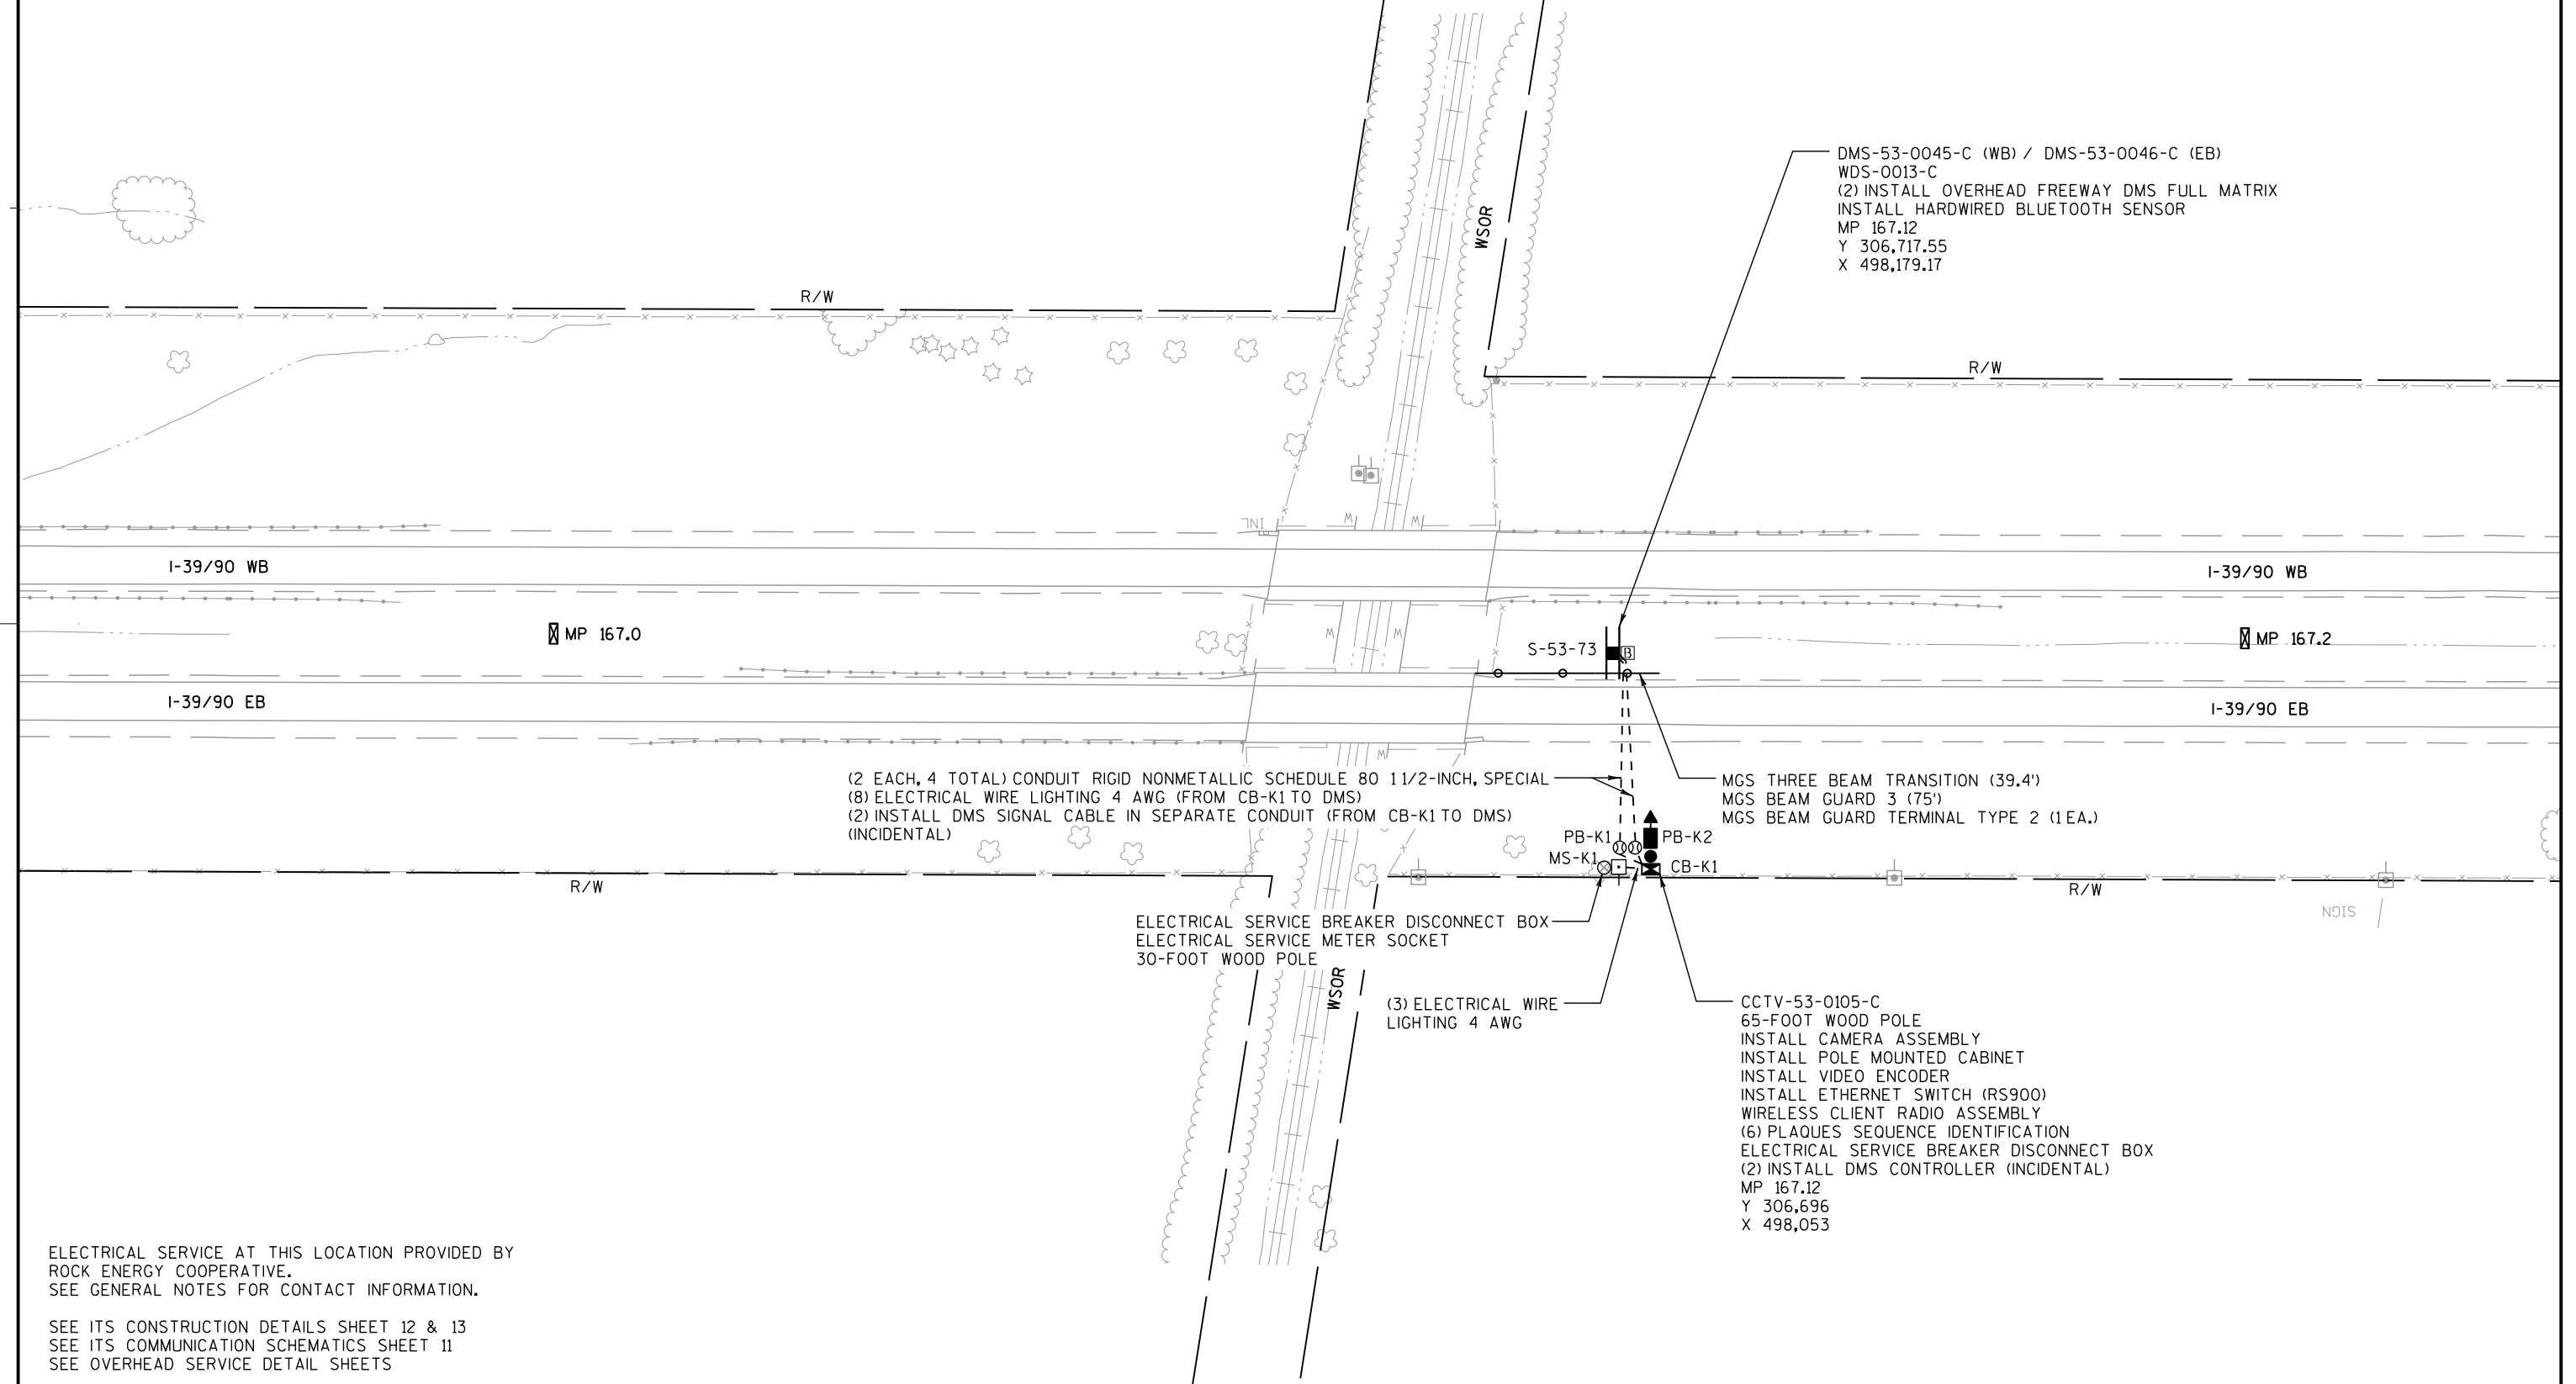 DMS-53-0045-C (WB) / DMS-53-0046-C (EB)
WDS-0013-C
(2) INSTALL OVERHEAD FREEWAY DMS FULL MATRIX
INSTALL HARDWIRED BLUETOOTH SENSOR
MP 167.12
Y 306,717.55
X 498,179.17
WSOR
R/W
R/W
INL
W
W
I-39/90 WB
I-39/90 WB
MP 167.0
W
W
S-53-73
B
MP 167.2
I-39/90 EB
I-39/90 EB
W
(2 EACH, 4 TOTAL) CONDUIT RIGID NONMETALLIC SCHEDULE 80 1 1/2-INCH, SPECIAL
(8) ELECTRICAL WIRE LIGHTING 4 AWG (FROM CB-K1 TO DMS)
(2) INSTALL DMS SIGNAL CABLE IN SEPARATE CONDUIT (FROM CB-K1 TO DMS)
(INCIDENTAL)
MGS THREE BEAM TRANSITION (39.4')
MGS BEAM GUARD 3 (75')
MGS BEAM GUARD TERMINAL TYPE 2 (1 EA.)
PB-K1
PB-K2
MS-K1
CB-K1
R/W
R/W
SIGN
ELECTRICAL SERVICE BREAKER DISCONNECT BOX
ELECTRICAL SERVICE METER SOCKET
30-FOOT WOOD POLE
WSOR
(3) ELECTRICAL WIRE
LIGHTING 4 AWG
CCTV-53-0105-C
65-FOOT WOOD POLE
INSTALL CAMERA ASSEMBLY
INSTALL POLE MOUNTED CABINET
INSTALL VIDEO ENCODER
INSTALL ETHERNET SWITCH (RS900)
WIRELESS CLIENT RADIO ASSEMBLY
(6) PLAQUES SEQUENCE IDENTIFICATION
ELECTRICAL SERVICE BREAKER DISCONNECT BOX
(2) INSTALL DMS CONTROLLER (INCIDENTAL)
MP 167.12
Y 306,696
X 498,053
ELECTRICAL SERVICE AT THIS LOCATION PROVIDED BY
ROCK ENERGY COOPERATIVE.
SEE GENERAL NOTES FOR CONTACT INFORMATION.
SEE ITS CONSTRUCTION DETAILS SHEET 12 & 13
SEE ITS COMMUNICATION SCHEMATICS SHEET 11
SEE OVERHEAD SERVICE DETAIL SHEETS